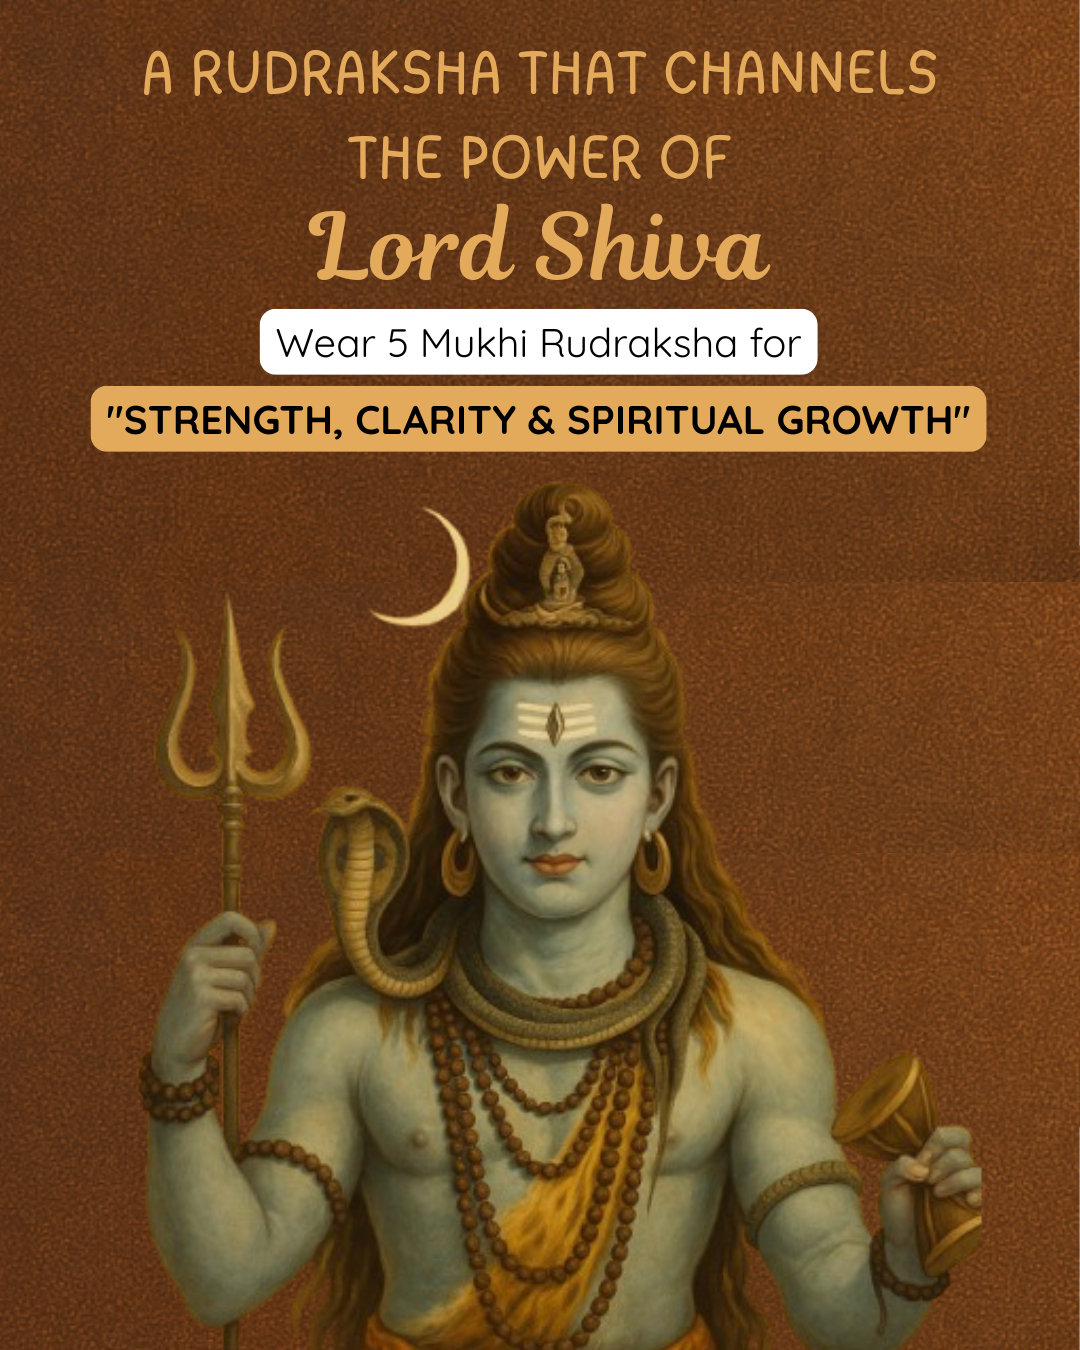 A RUDRAKSHA THAT CHANNELS
THE POWER OF
Lord Shiva
Wear 5 Mukhi Rudraksha for
"STRENGTH, CLARITY & SPIRITUAL GROWTH"